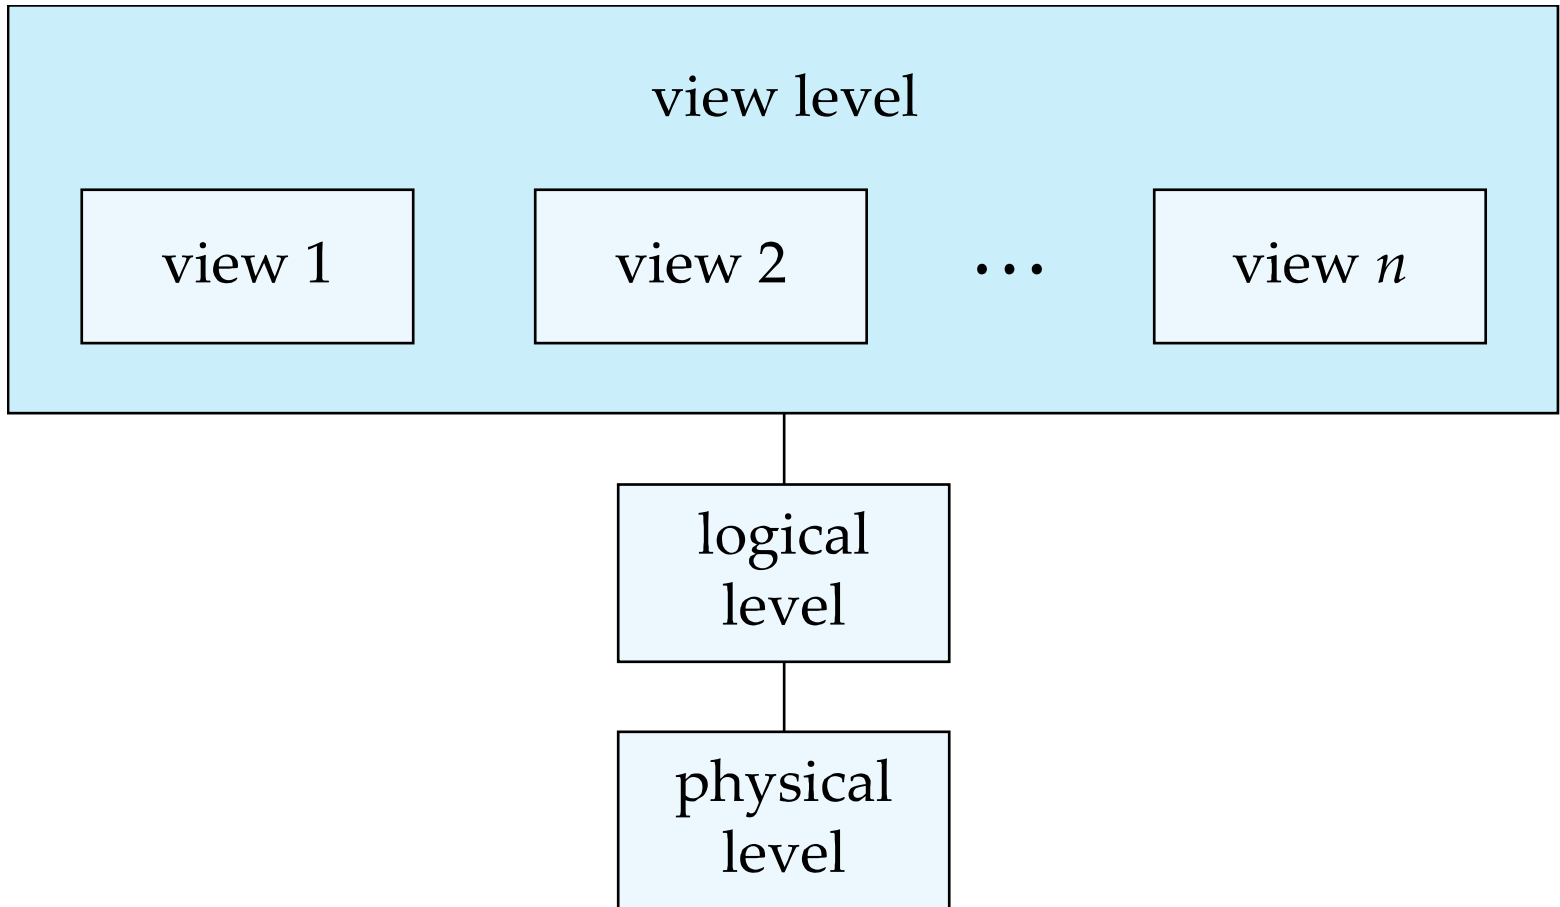 view level
view 1
view 2
...
view n
logical
level
physical
level